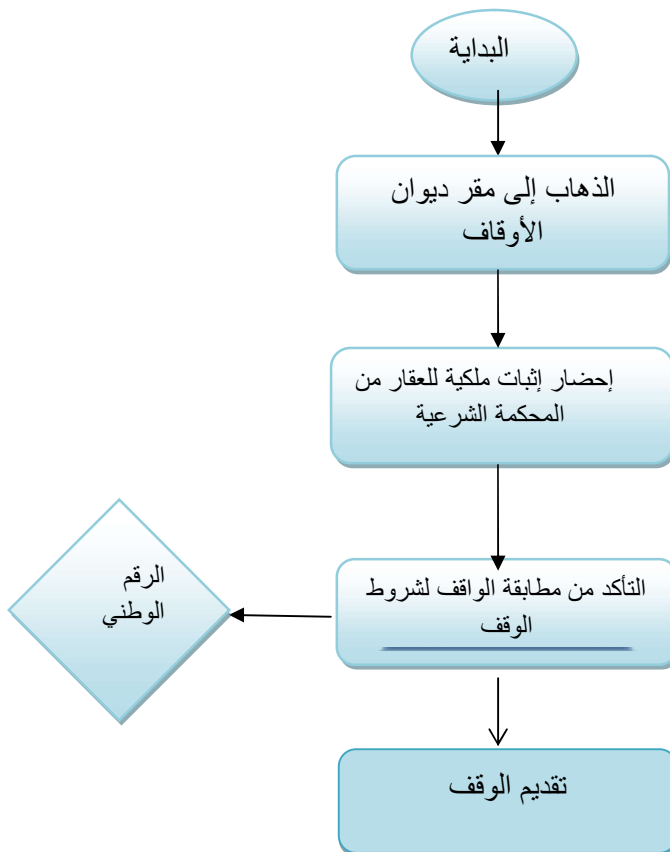 البداية
الذهاب إلى مقر ديوان
الأوقاف
إحضار إثبات ملكية للعقار من
المحكمة الشرعية
التأكد من مطابقة الواقف لشروط
الوقف
الرقم
الوطني
تقديم الوقف